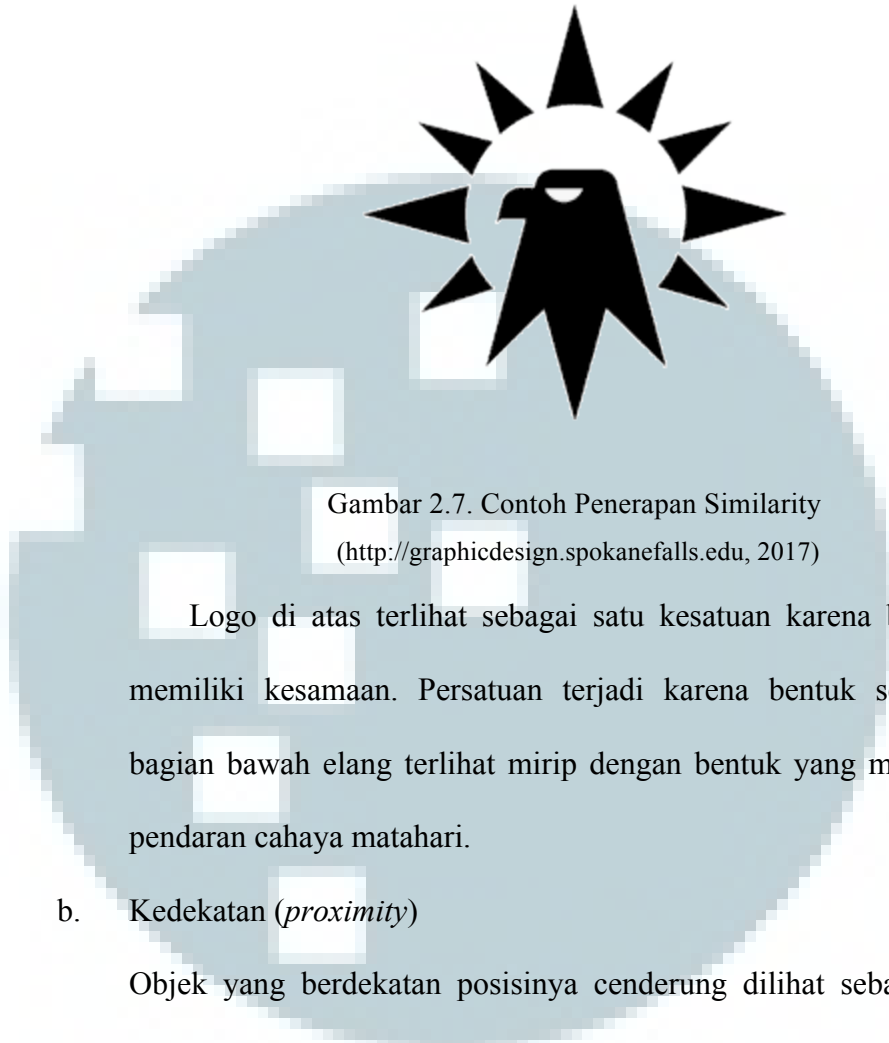 Gambar 2.7. Contoh Penerapan Similarity
(http://graphicdesign.spokanefalls.edu, 2017)
Logo di atas terlihat sebagai satu kesatuan karena
memiliki kesamaan. Persatuan terjadi karena bentuk
bagian bawah elang terlihat mirip dengan bentuk yang
pendaran cahaya matahari.
b. Kedekatan (proximity)
Objek yang berdekatan posisinya cenderung dilihat